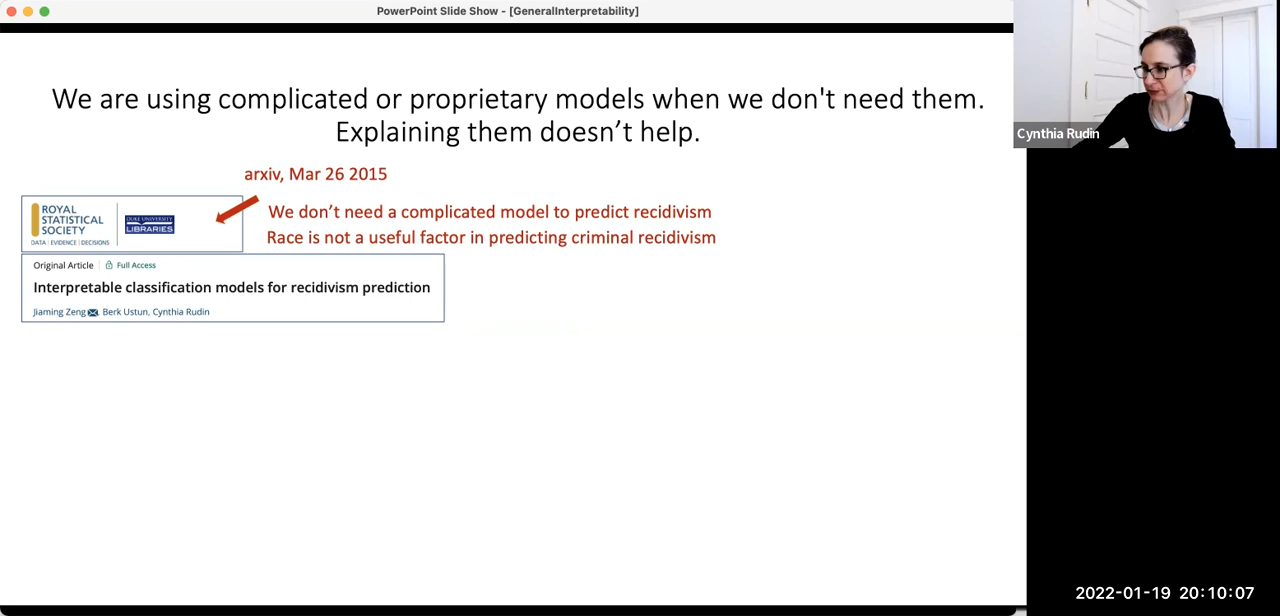 PowerPoint Slide Show - [GeneralInterpretability]
We are using complicated or proprietary models when we don't need them.
Explaining them doesn’t help.
arxiv, Mar 26 2015
We don’t need a complicated model to predict recidivism
Race is not a useful factor in predicting criminal recidivism
ROYAL
STATISTICAL
SOCIETY
DATA | EVIDENCE | DECISIONS
DUKE UNIVERSITY
LIBRARIES
Original Article | Full Access
Interpretable classification models for recidivism prediction
Jiaming Zeng, Berk Ustun, Cynthia Rudin
Cynthia Rudin
2022-01-19 20:10:07